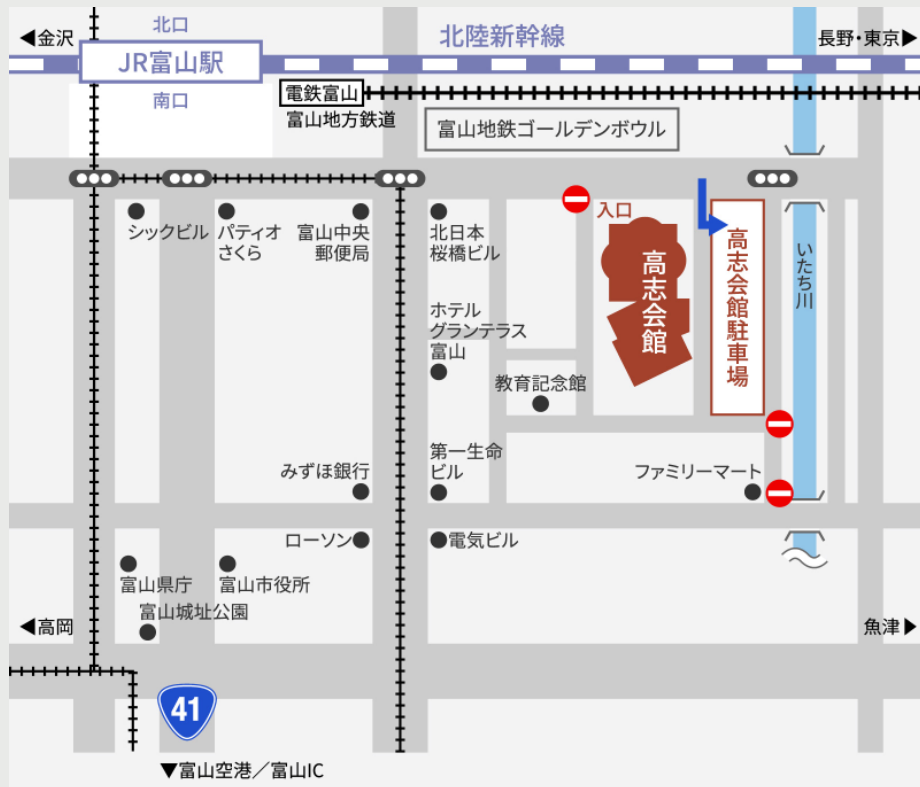 北口
◀金沢
北陸新幹線
長野・東京▶
JR富山駅
南口
電鉄富山
富山地方鉄道
富山地鉄ゴールデンボウル
入口
シックビル
パティオ
さくら
富山中央
郵便局
北日本
桜橋ビル
高志会館
高志会館駐車場
いたち川
ホテル
グランテラス
富山
教育記念館
みずほ銀行
第一生命
ビル
ファミリーマート
ローソン
電気ビル
富山県庁
富山市役所
富山城址公園
◀高岡
魚津▶
41
▼富山空港／富山IC